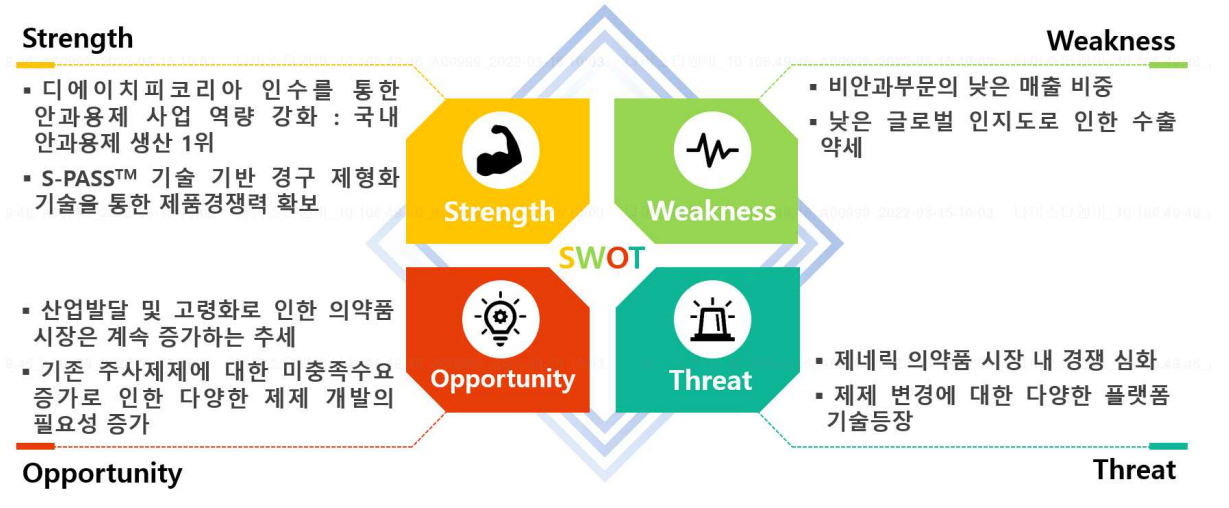 Strength
▪ 디에이치피코리아 인수를 통한
안과용제 사업 역량 강화 : 국내
안과용제 생산 1위
▪ S-PASS™ 기술 기반 경구 제형화
기술을 통한 제품경쟁력 확보
Weakness
▪ 비안과부문의 낮은 매출 비중
▪ 낮은 글로벌 인지도로 인한 수출
약세
Strength
Weakness
SWOT
Opportunity
Threat
▪ 산업발달 및 고령화로 인한 의약품
시장은 계속 증가하는 추세
▪ 기존 주사제제에 대한 미충족수요
증가로 인한 다양한 제제 개발의
필요성 증가
Opportunity
▪ 제네릭 의약품 시장 내 경쟁 심화
▪ 제제 변경에 대한 다양한 플랫폼
기술등장
Threat